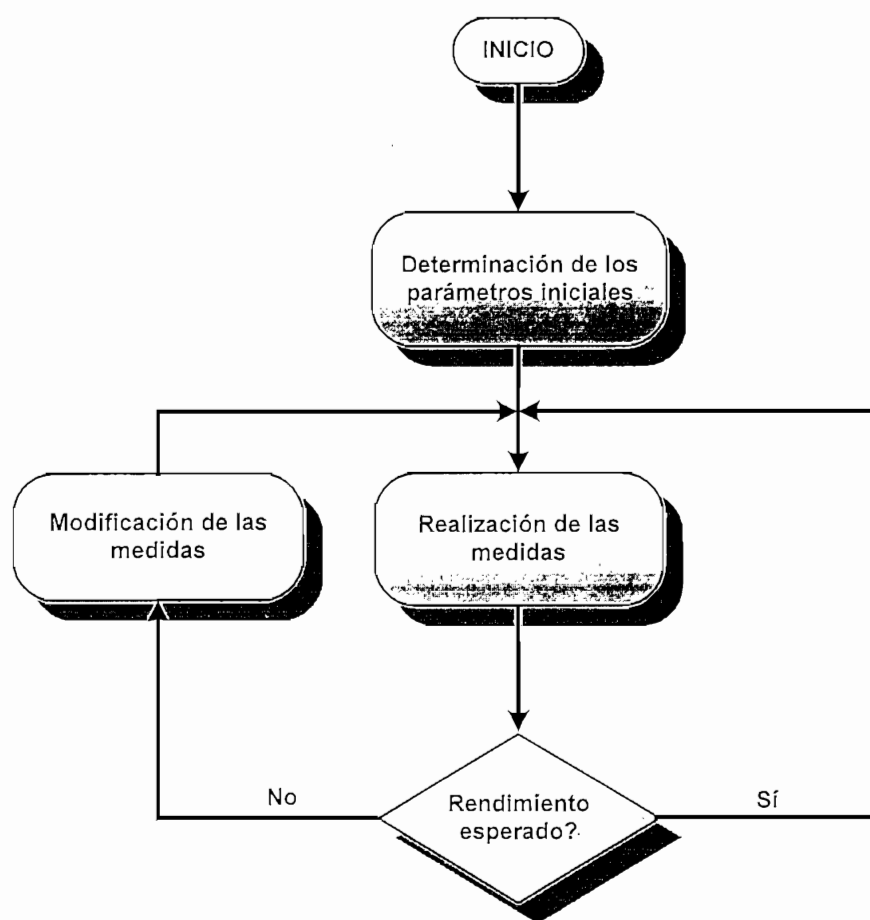 INICIO
Determinación de los
parámetros iniciales
Modificación de las
medidas
Realización de las
medidas
No
Rendimiento
esperado?
Sí